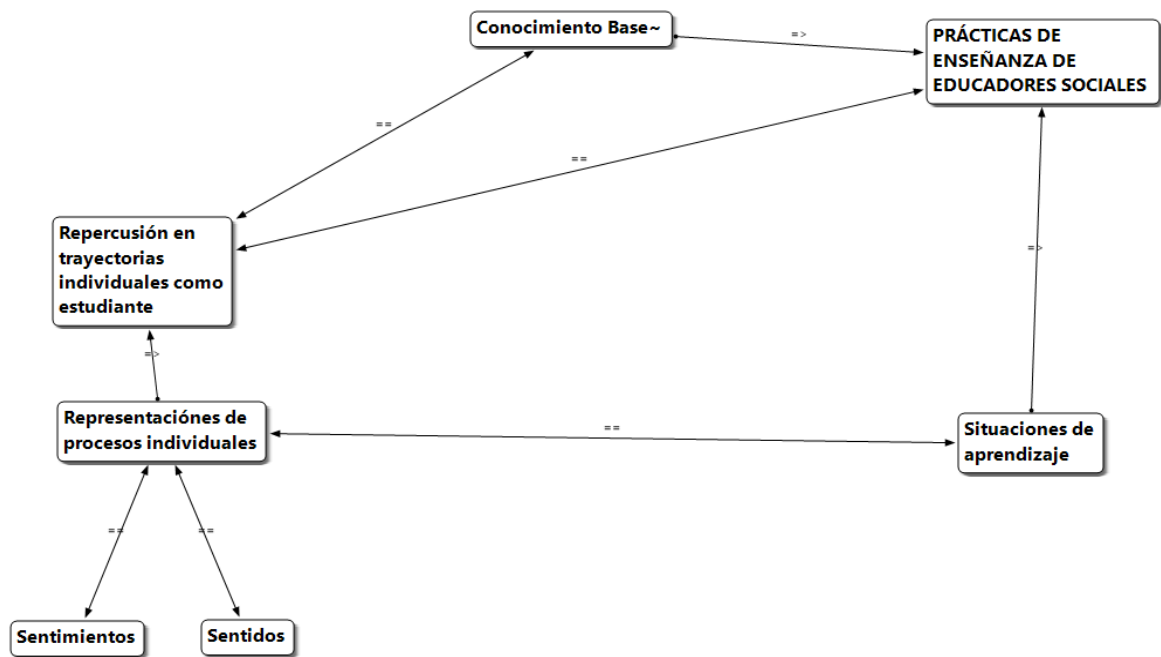 Conocimiento Base~
=>
PRÁCTICAS DE
ENSEÑANZA DE
EDUCADORES SOCIALES
==
==
Repercusión en
trayectorias
individuales como
estudiante
=>
=>
Representaciónes de
procesos individuales
==
Situaciones de
aprendizaje
==
==
Sentimientos
Sentidos